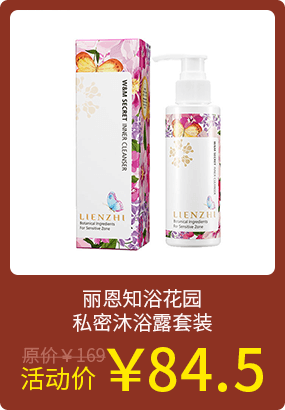 W&M SECRET INNER CLEANSER
LIENZHI
Botanical Ingredients
For Sensitive Zone
W&M SECRET INNER CLEANSER
LIENZHI
Botanical Ingredients
For Sensitive Zone
丽恩知浴花园
私密沐浴露套装
原价￥169
活动价 ￥84.5